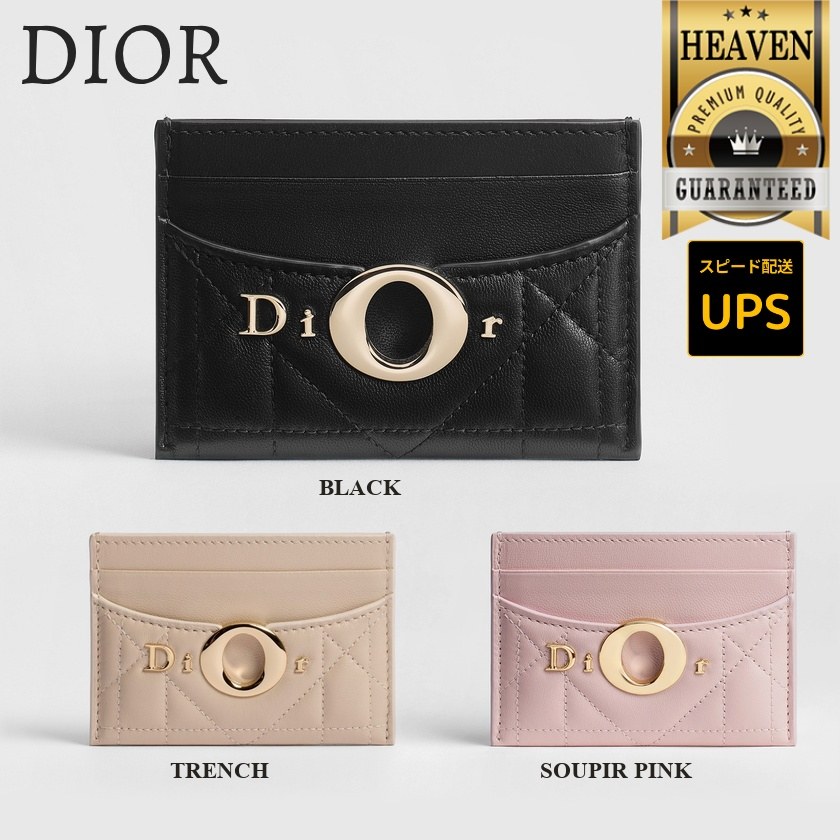 DIOR
HEAVEN
PREMIUM QUALITY
GUARANTEED
スピード配送
UPS
DiOr
BLACK
DiOr
DiOr
TRENCH
SOUPIR PINK